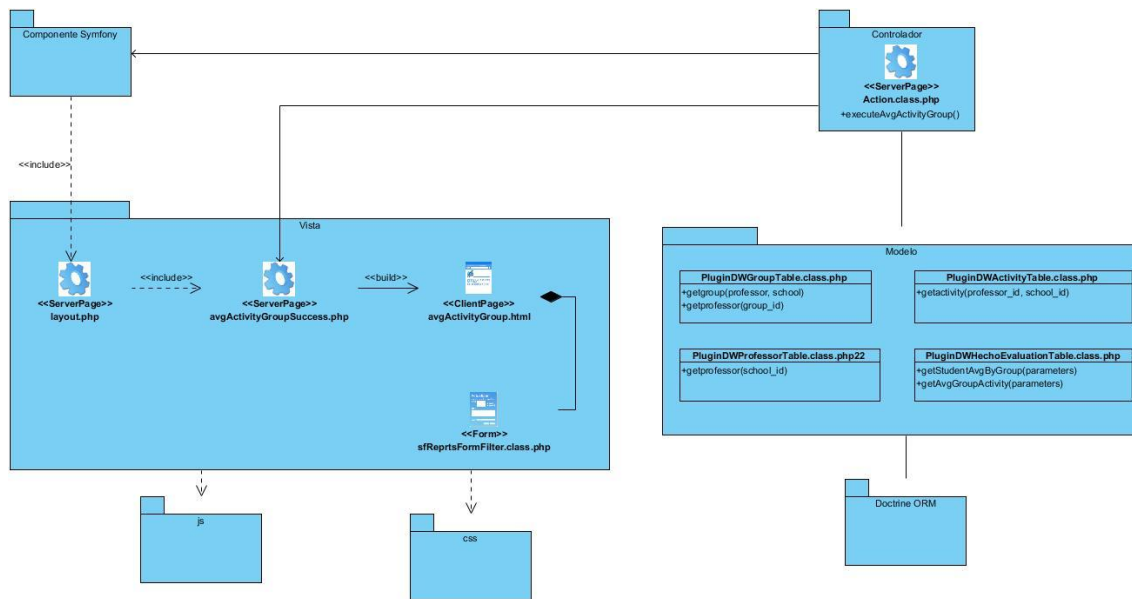 Componente Symfony
Controlador
<<ServerPage>>
Action.class.php
+executeAvgActivityGroup()
<<include>>
Vista
<<ServerPage>>
layout.php
<<include>>
<<ServerPage>>
avgActivityGroupSuccess.php
<<build>>
<<ClientPage>>
avgActivityGroup.html
<<Form>>
sfReprtsFormFilter.class.php
Modelo
PluginDWGroupTable.class.php
+getgroup(professor, school)
+getprofesor(group_id)
PluginDWActivityTable.class.php
+getactivity(professor_id, school_id)
PluginDWProfessorTable.class.php22
+getprofesor(school_id)
PluginDWHechoEvaluationTable.class.php
+getStudentAvgByGroup(parameters)
+getAvgGroupActivity(parameters)
js
css
Doctrine ORM